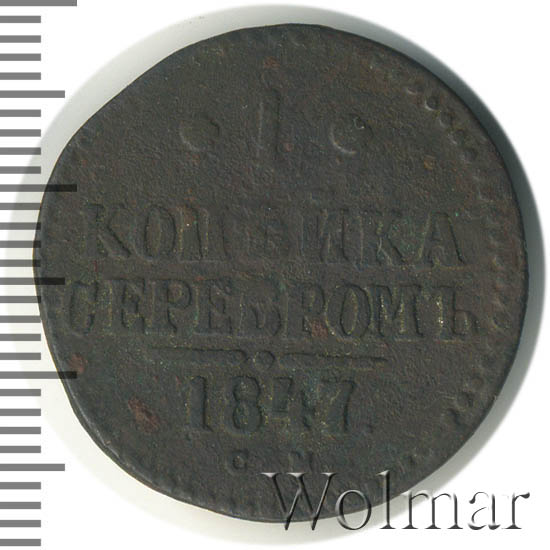 1
КОПѢЙКА
СЕРЕБРОМЪ
1847.
С М
Wolmar